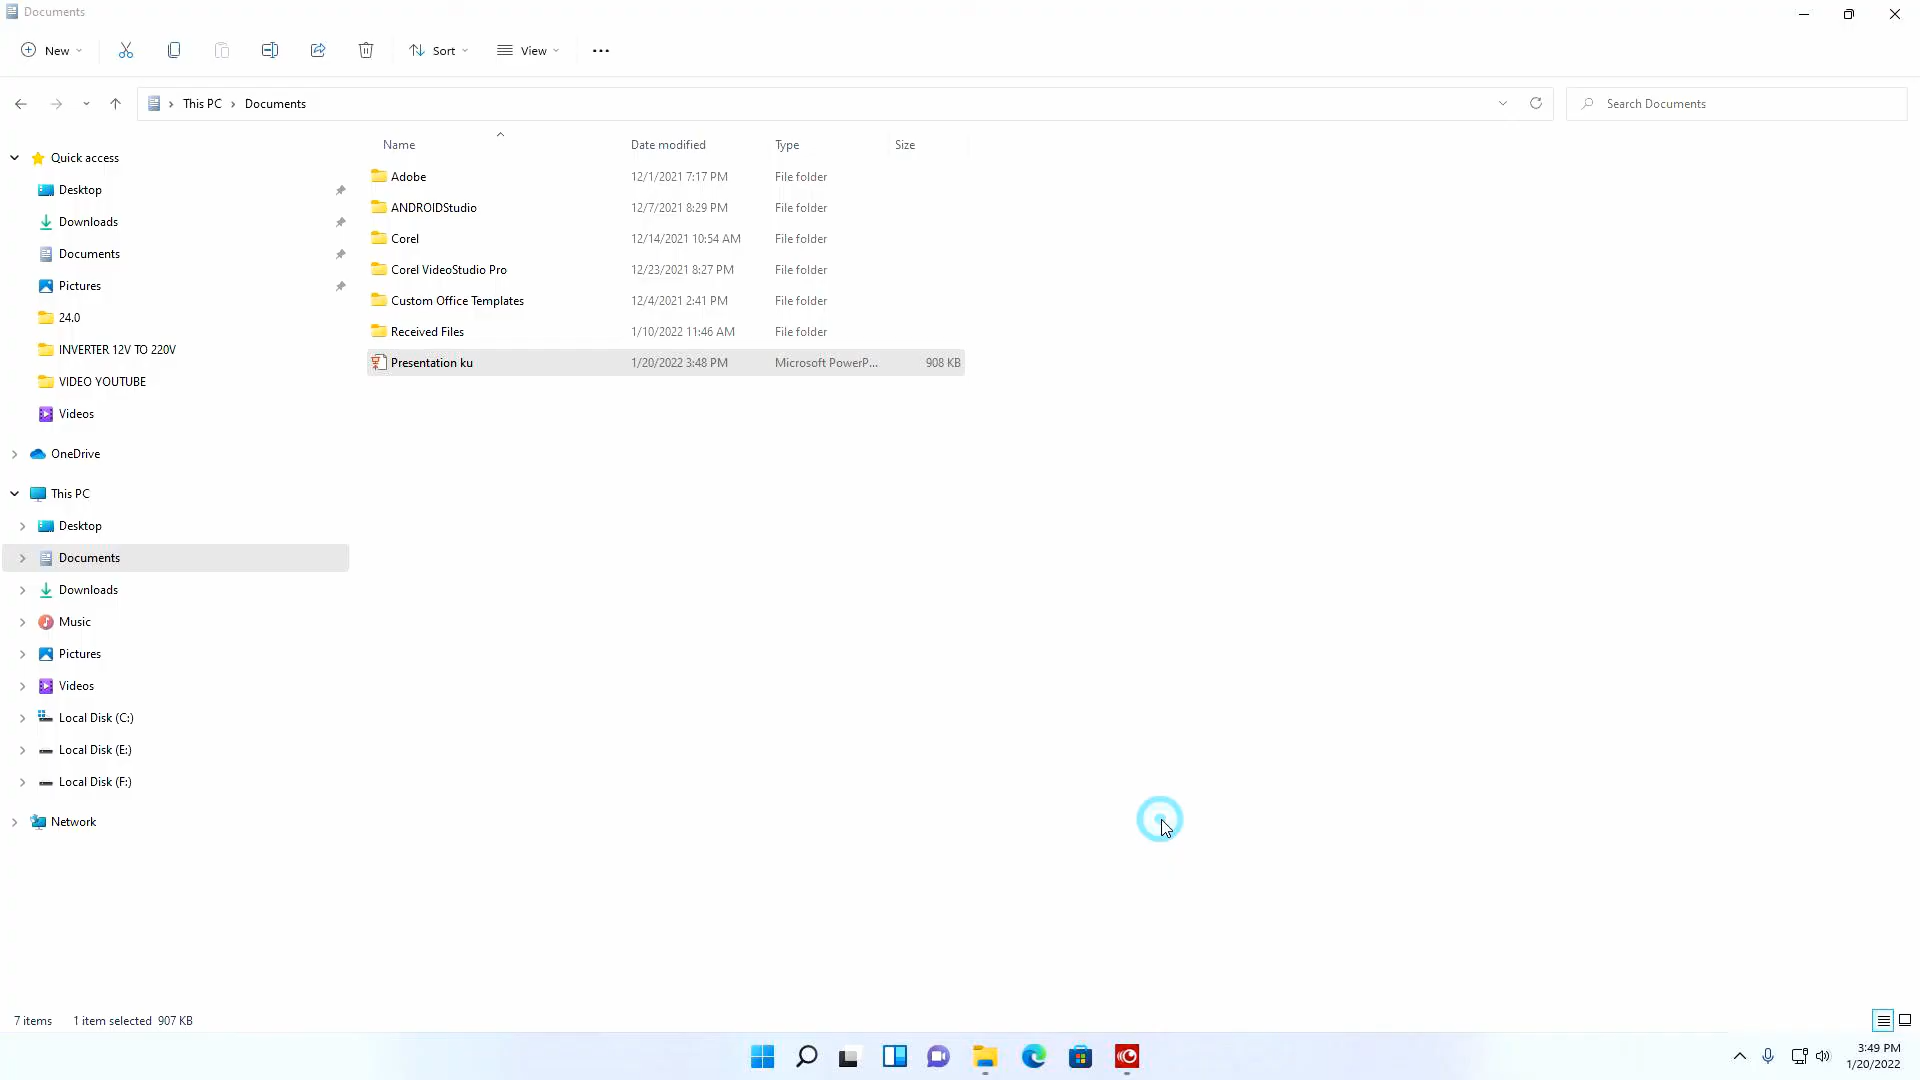 Documents
New Sort View
This PC Documents Search Documents
Name Date modified Type Size
Quick access
Desktop
Downloads
Documents
Pictures
24.0
INVERTER 12V TO 220V
VIDEO YOUTUBE
Videos
OneDrive
This PC
Desktop
Documents
Downloads
Music
Pictures
Videos
Local Disk (C:)
Local Disk (E:)
Local Disk (F:)
Network
Adobe 12/1/2021 7:17 PM File folder
ANDROIDStudio 12/7/2021 8:29 PM File folder
Corel 12/14/2021 10:54 AM File folder
Corel VideoStudio Pro 12/23/2021 8:27 PM File folder
Custom Office Templates 12/4/2021 2:41 PM File folder
Received Files 1/10/2022 11:46 AM File folder
Presentation ku 1/20/2022 3:48 PM Microsoft PowerP... 908 KB
7 items 1 item selected 907 KB
3:49 PM
1/20/2022